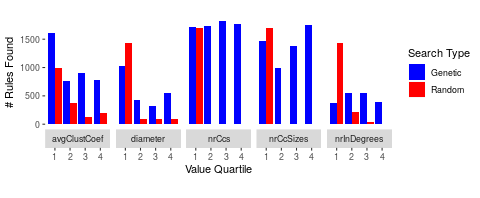 # Rules Found
1500
1000
500
0
avgClustCoef diameter nrCcs nrCcSizes nrInDegrees
1 2 3 4 1 2 3 4 1 2 3 4 1 2 3 4 1 2 3 4
Value Quartile
Search Type
Genetic
Random